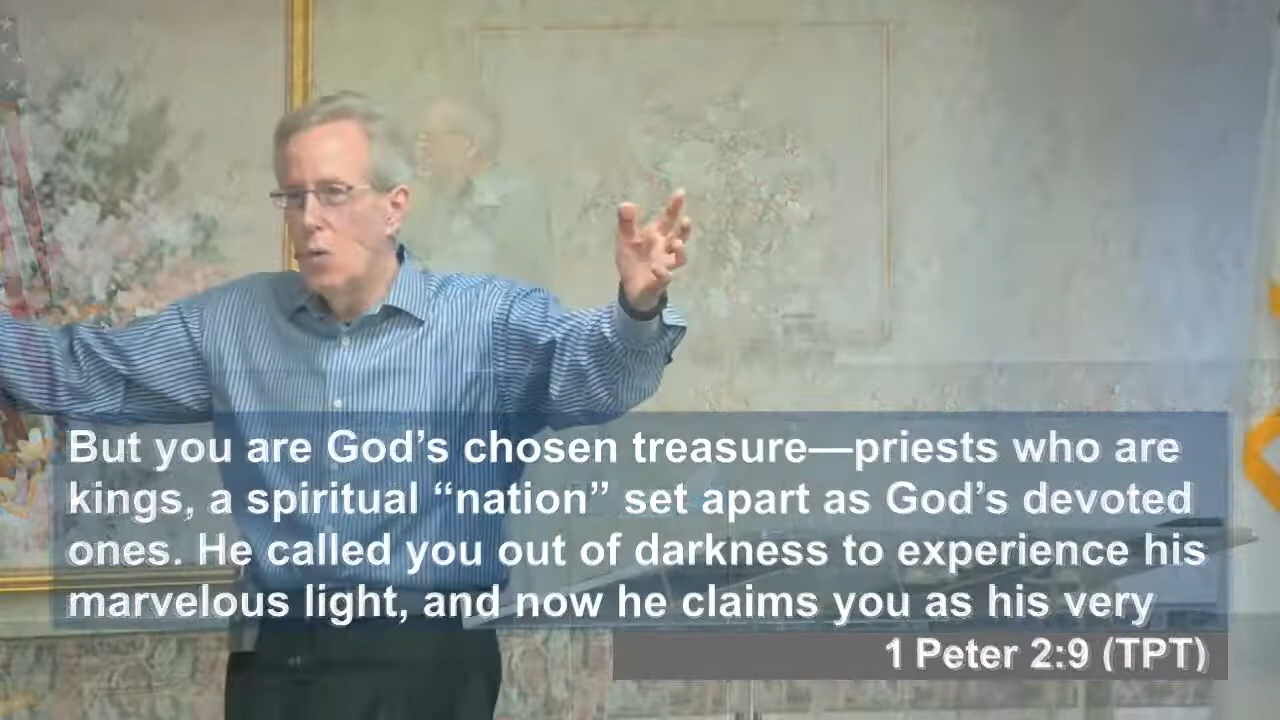 But you are God’s chosen treasure—priests who are
kings, a spiritual “nation” set apart as God’s devoted
ones. He called you out of darkness to experience his
marvelous light, and now he claims you as his very
1 Peter 2:9 (TPT)